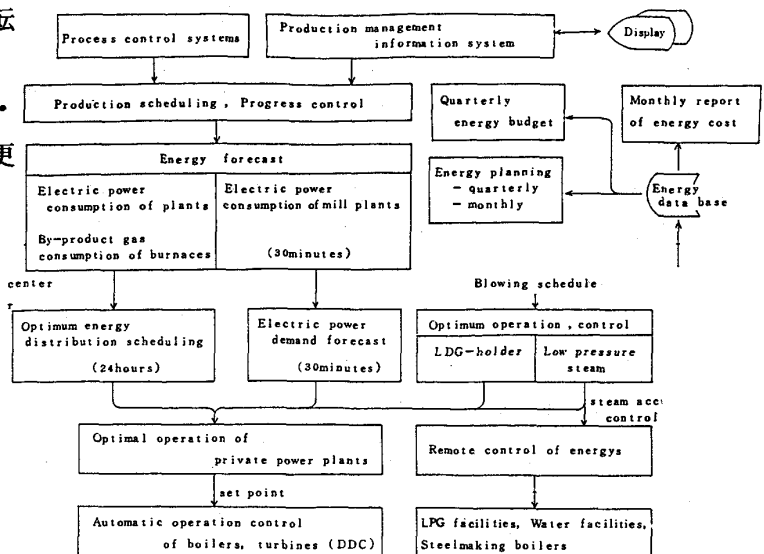 転
Process control systems
Production management
information system
Display
Production scheduling , Progress control
•
更
Quarterly
energy budget
Monthly report
of energy cost
Energy forecast
Electric power
consumption of plants
By-product gas
consumption of burnaces
Electric power
consumption of mill plants
(30minutes)
Energy planning
– quarterly
– monthly
Energy
data base
center
r
Blowing schedule
Optimum energy
distribution scheduling
(24hours)
Electric power
demand forecast
(30minutes)
Optimum operation , control
LDG-holder
Low pressure
steam
steam acc
control
Optimal operation of
private power plants
Remote control of energys
set point
Automatic operation control
of boilers, turbines (DDC)
LPG facilities, Water facilities,
Steelmaking boilers